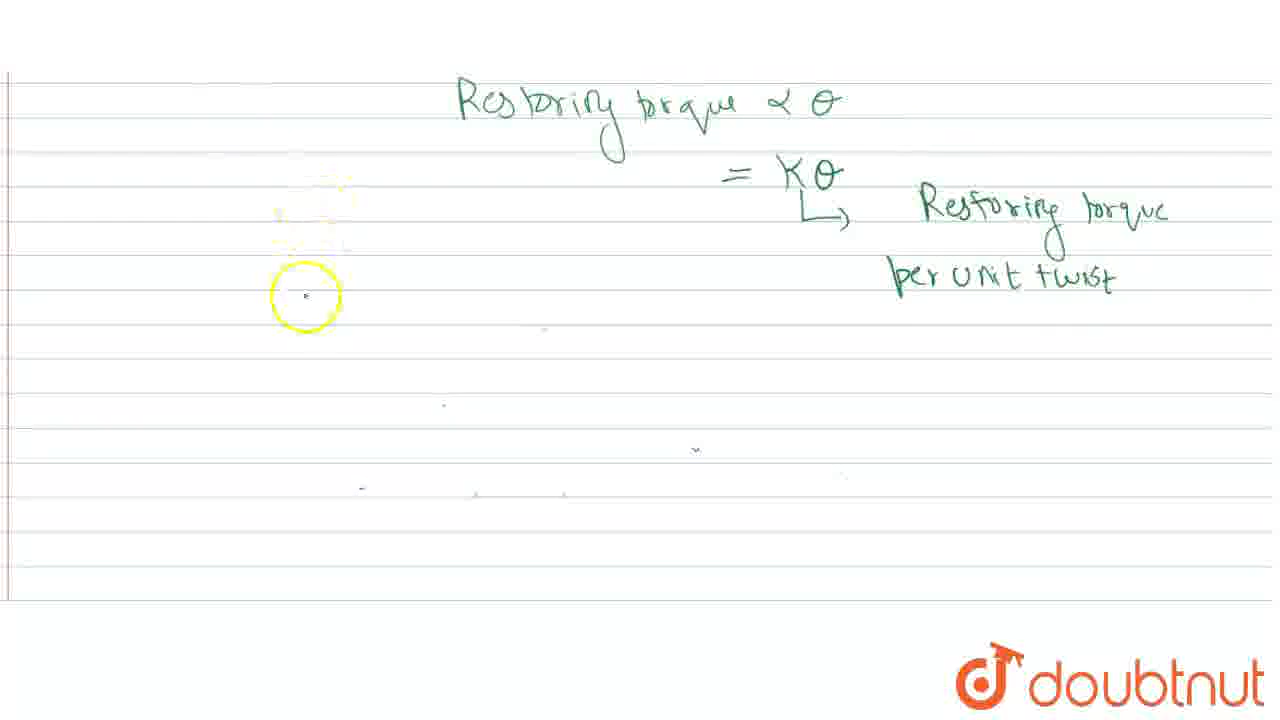 Restoring torque ∝ θ
= Kθ
Restoring torque
per unit twist
doubtnut